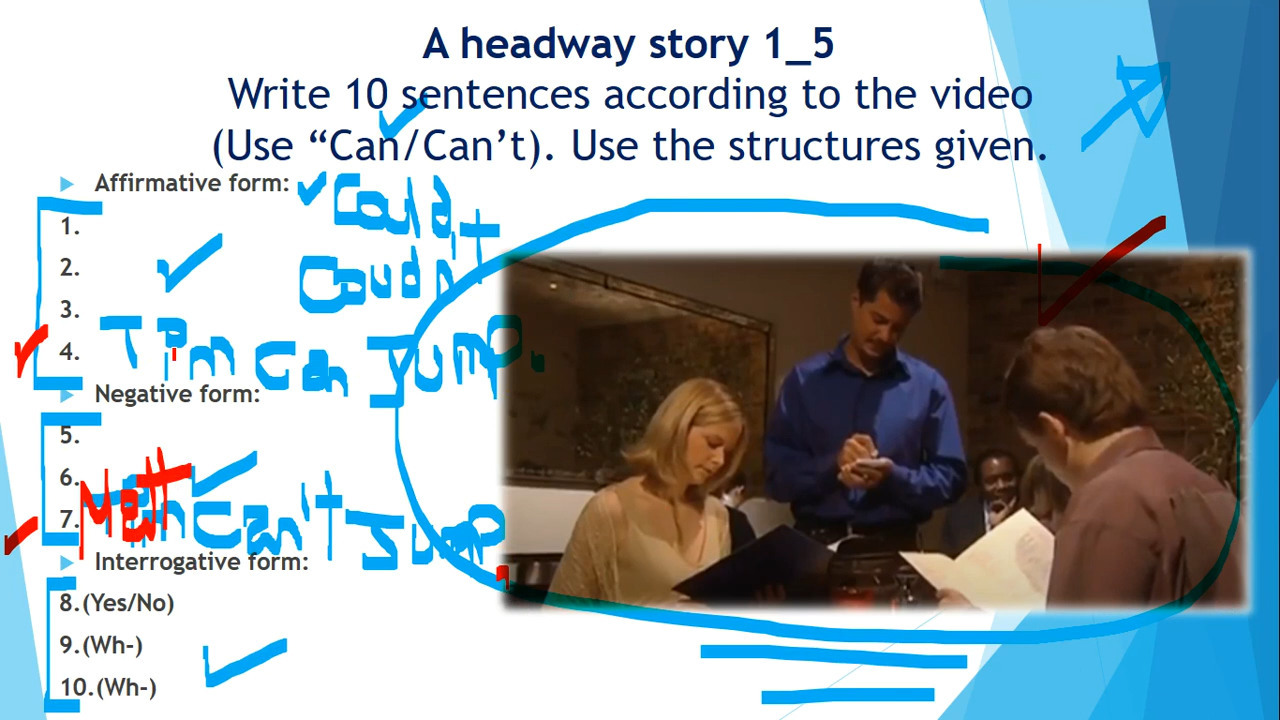 A headway story 1_5
Write 10 sentences according to the video
(Use “Can/Can’t). Use the structures given.
Affirmative form:
Could,
1.
2.
Coudn't
3.
4. Tim can Jump.
Negative form:
5.
6.
7. Matt can't Jump.
Interrogative form:
8.(Yes/No)
9.(Wh-)
10.(Wh-)